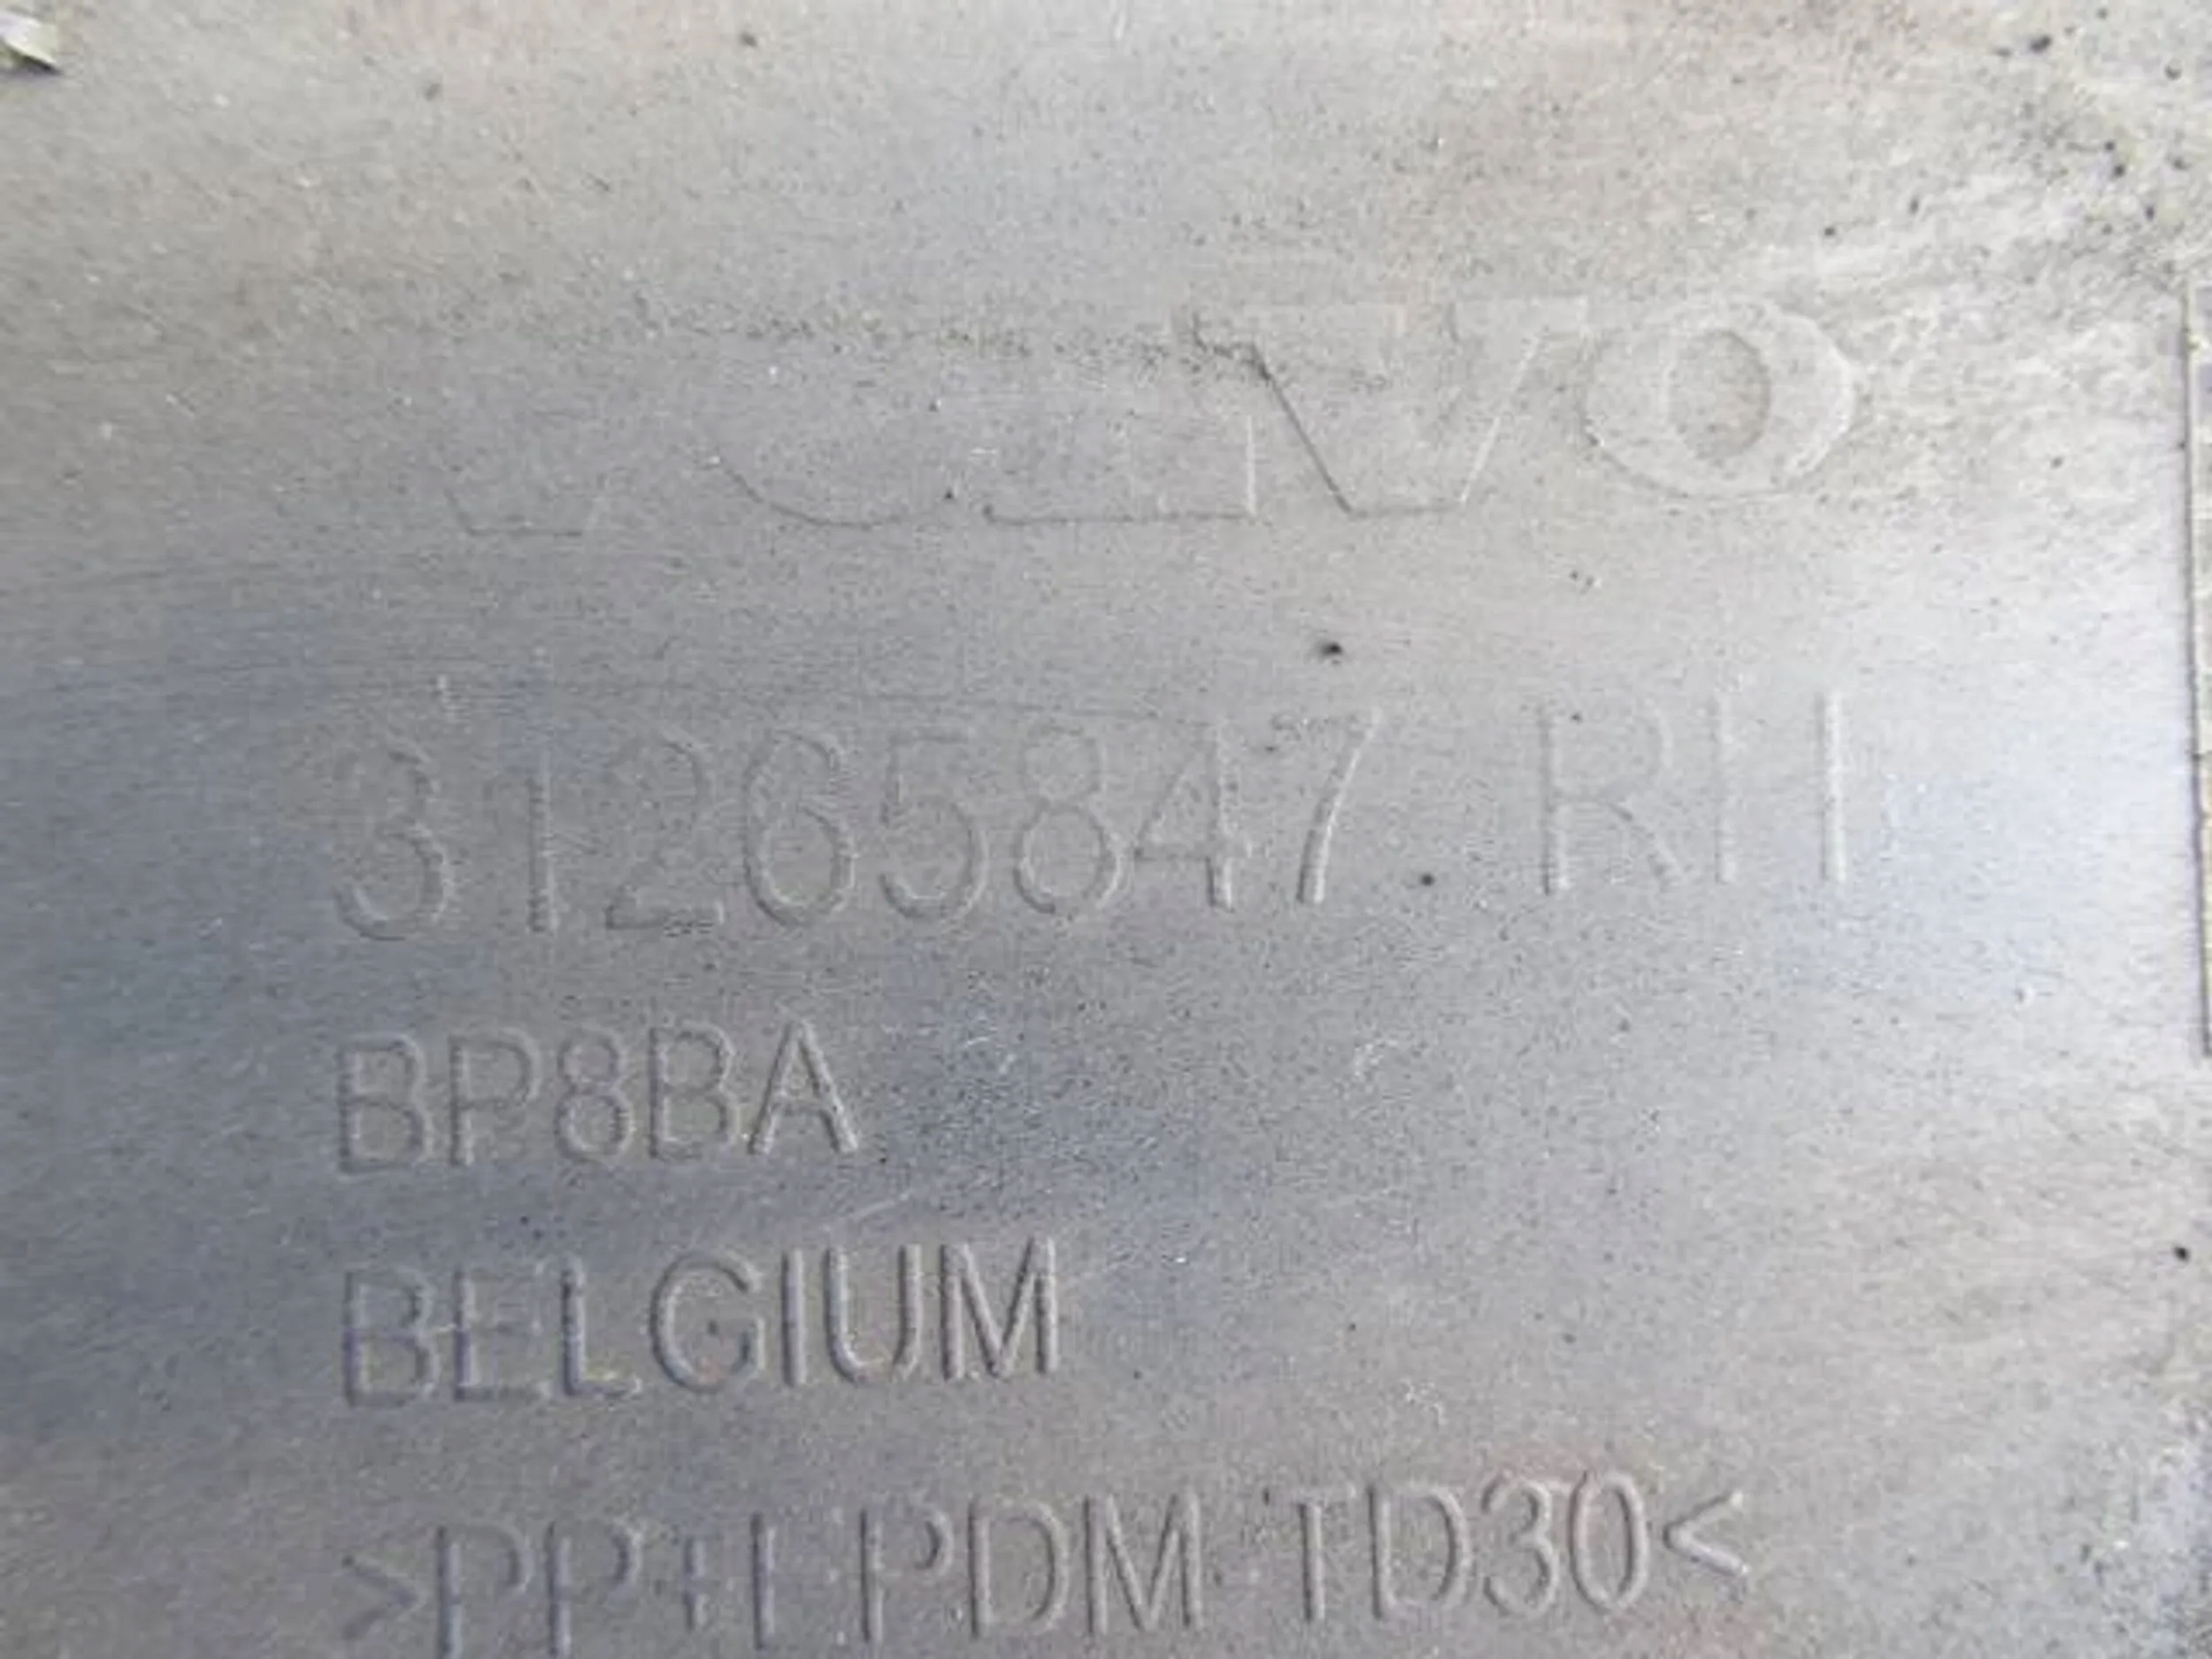 VOLVO
31265847 RH
BP8BA
BELGIUM
>PP+EPDM TD30<